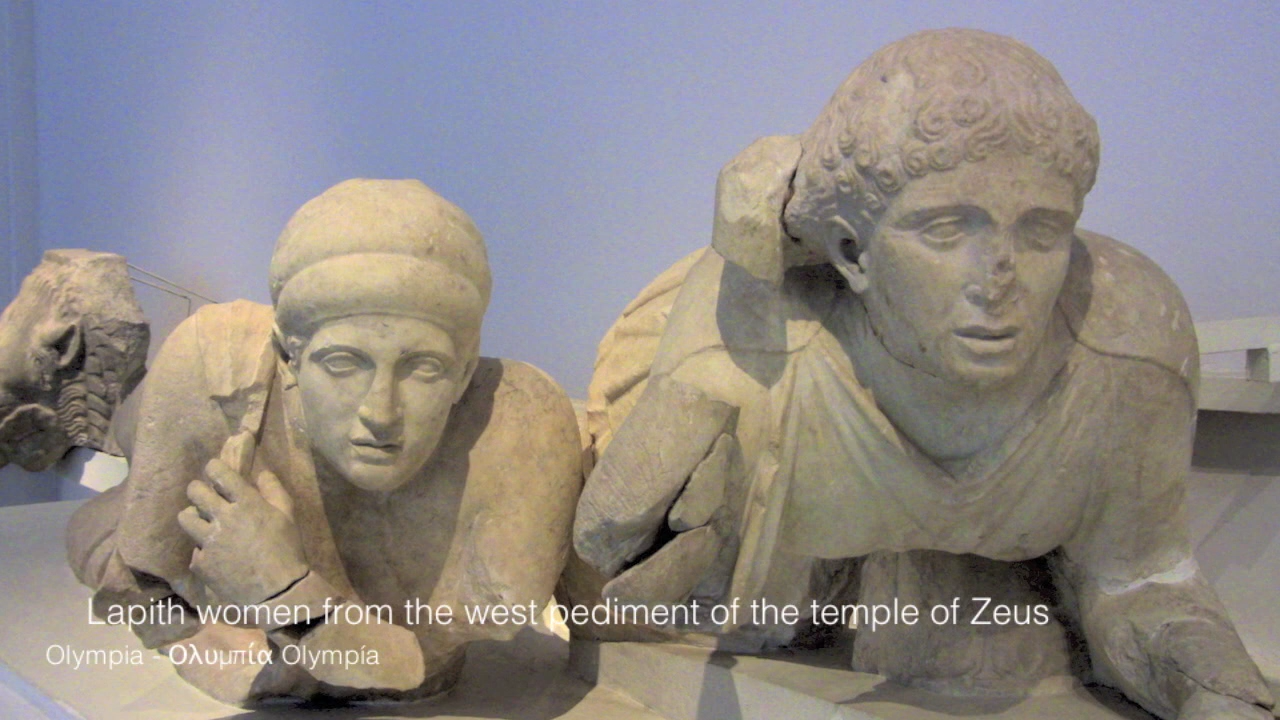 Lapith women from the west pediment of the temple of Zeus
Olympia - Ολυμπία Olympía